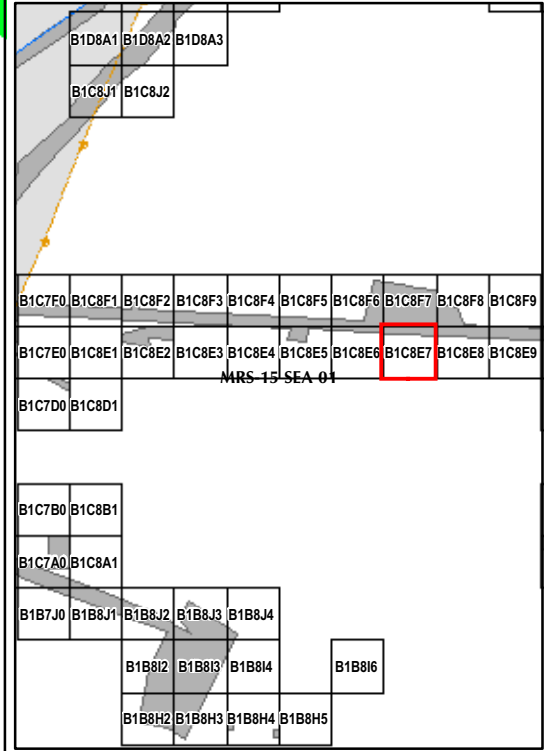 B1D8A1 B1D8A2 B1D8A3
B1C8J1 B1C8J2
B1C7F0 B1C8F1 B1C8F2 B1C8F3 B1C8F4 B1C8F5 B1C8F6 B1C8F7 B1C8F8 B1C8F9
B1C7E0 B1C8E1 B1C8E2 B1C8E3 B1C8E4 B1C8E5 B1C8E6 B1C8E7 B1C8E8 B1C8E9
MRS-15 SEA 01
B1C7D0 B1C8D1
B1C7B0 B1C8B1
B1C7A0 B1C8A1
B1B7J0 B1B8J1 B1B8J2 B1B8J3 B1B8J4
B1B8I2 B1B8I3 B1B8I4 B1B8I6
B1B8H2 B1B8H3 B1B8H4 B1B8H5